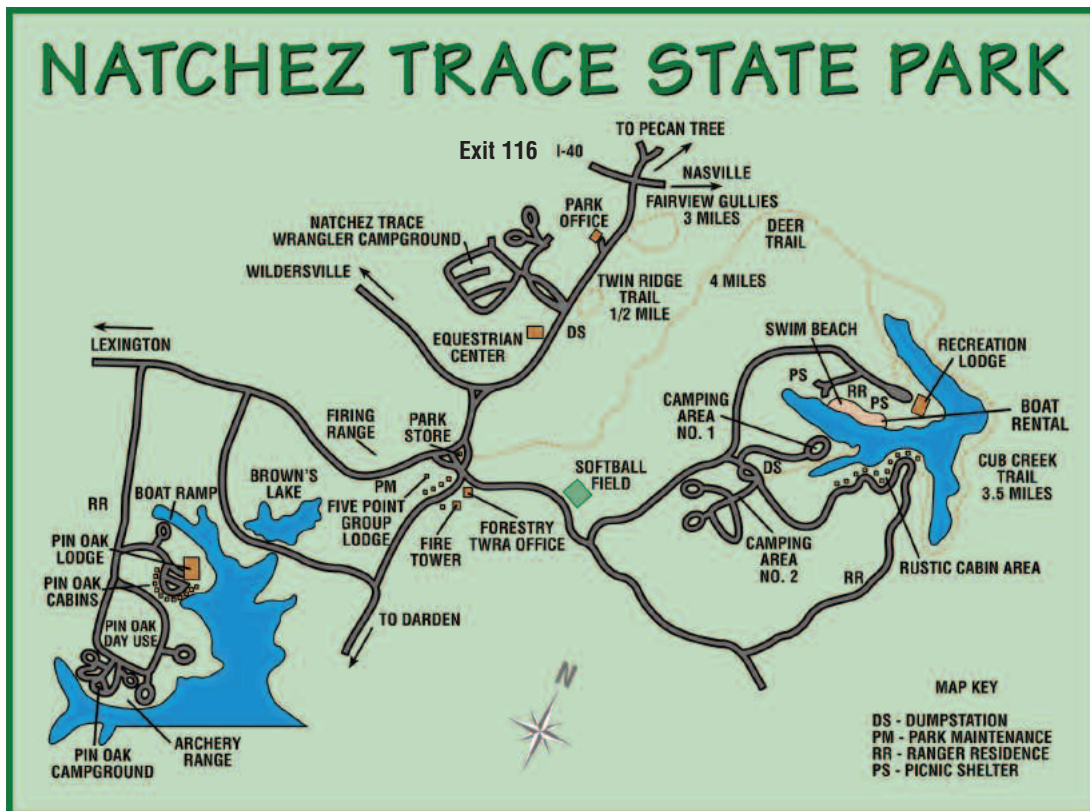 NATCHEZ TRACE STATE PARK
TO PECAN TREE
Exit 116
I-40
NASVILLE
FAIRVIEW GULLIES
3 MILES
PARK
OFFICE
DEER
TRAIL
NATCHEZ TRACE
WRANGLER CAMPGROUND
WILDERSVILLE
TWIN RIDGE
TRAIL
1/2 MILE
4 MILES
EQUESTRIAN
CENTER
DS
LEXINGTON
SWIM BEACH
RECREATION
LODGE
PS
RR
PS
BOAT
RENTAL
CAMPING
AREA
NO. 1
FIRING
RANGE
PARK
STORE
DS
CUB CREEK
TRAIL
3.5 MILES
SOFTBALL
FIELD
BROWN'S
LAKE
PM
FIVE POINT
GROUP
LODGE
FIRE
TOWER
FORESTRY
TWRA OFFICE
RR
BOAT RAMP
PIN OAK
LODGE
PIN OAK
CABINS
CAMPING
AREA
NO. 2
RR
RUSTIC CABIN AREA
PIN OAK
DAY USE
TO DARDEN
N
ARCHERY
RANGE
PIN OAK
CAMPGROUND
MAP KEY
DS - DUMPSTATION
PM - PARK MAINTENANCE
RR - RANGER RESIDENCE
PS - PICNIC SHELTER